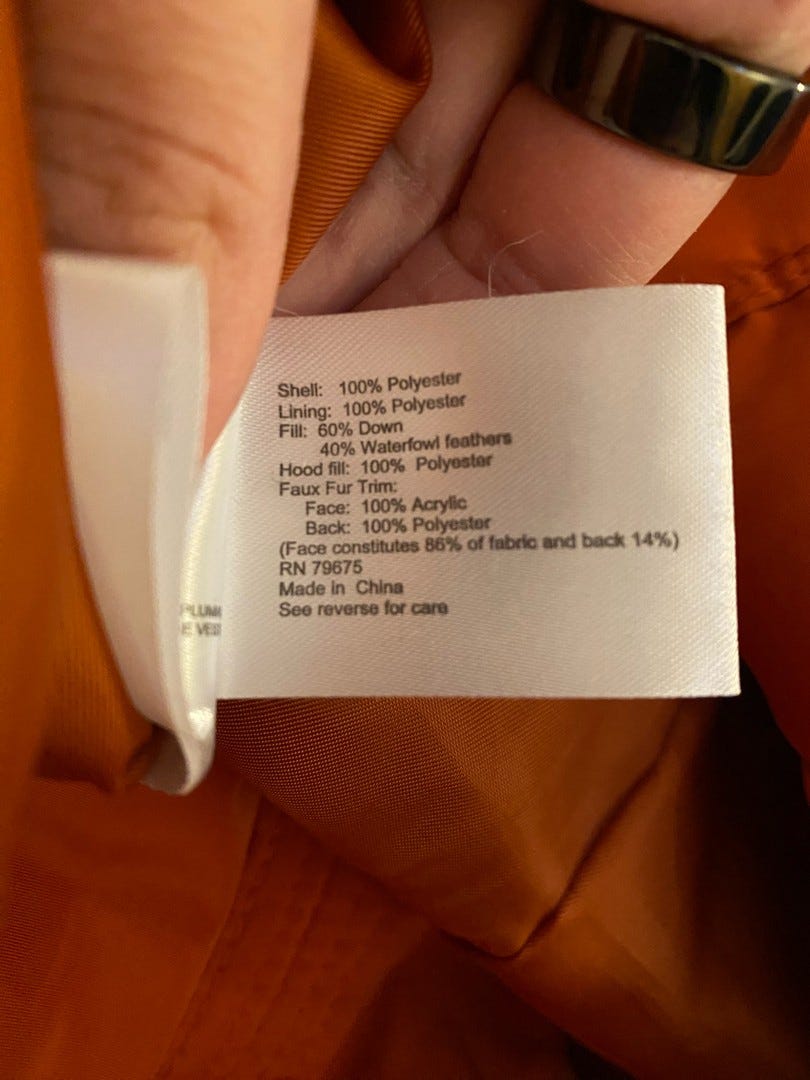 Shell: 100% Polyester
Lining: 100% Polyester
Fill: 60% Down
40% Waterfowl feathers
Hood fill: 100% Polyester
Faux Fur Trim:
Face: 100% Acrylic
Back: 100% Polyester
(Face constitutes 86% of fabric and back 14%)
RN 79675
Made in China
See reverse for care